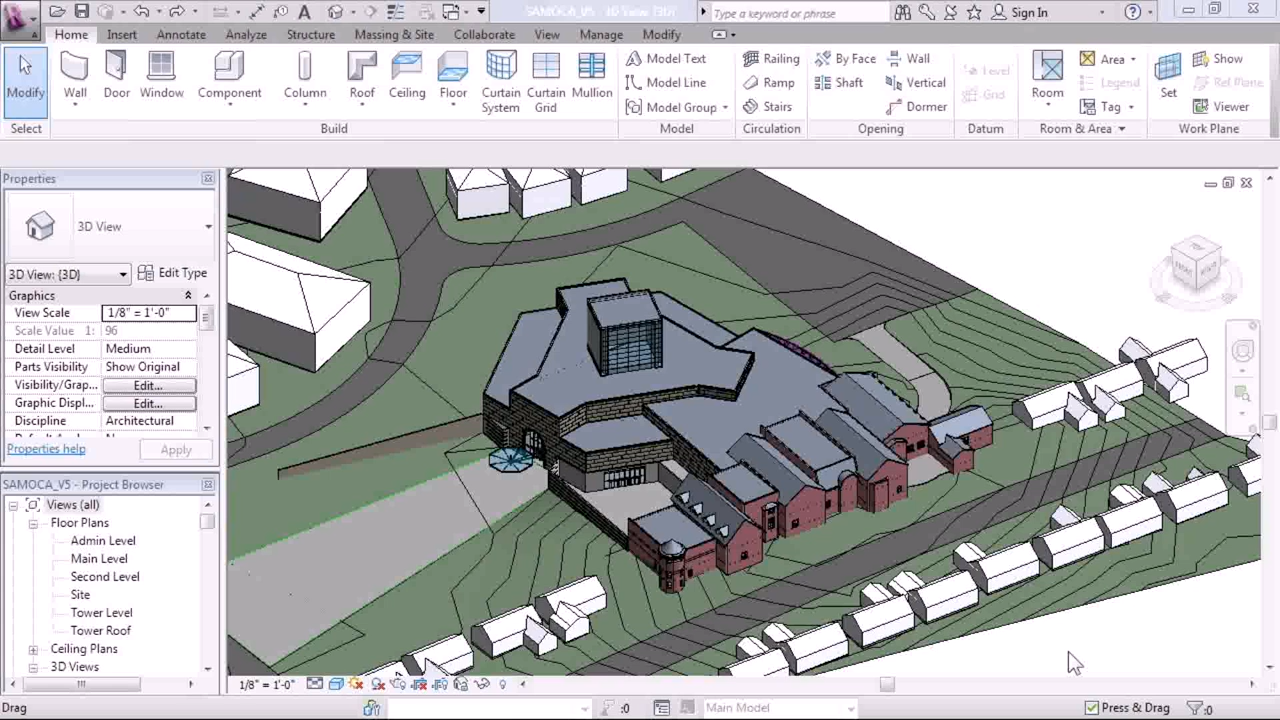 SAMOCA_V5 - 3D View: {3D}
Type a keyword or phrase
Sign In
Home Insert Annotate Analyze Structure Massing & Site Collaborate View Manage Modify
Modify Wall Door Window Component Column Roof Ceiling Floor Curtain System Curtain Grid Mullion
Model Text
Model Line
Model Group
Railing
Ramp
Stairs
By Face
Shaft
Wall
Vertical
Dormer
Level
Grid
Room
Area
Legend
Tag
Set
Show
Ref Plane
Viewer
Select Build Model Circulation Opening Datum Room & Area Work Plane
Properties
3D View
3D View: {3D} Edit Type
Graphics
View Scale 1/8" = 1'-0"
Scale Value 1: 96
Detail Level Medium
Parts Visibility Show Original
Visibility/Grap... Edit...
Graphic Displ... Edit...
Discipline Architectural
Properties help Apply
SAMOCA_V5 - Project Browser
Views (all)
Floor Plans
Admin Level
Main Level
Second Level
Site
Tower Level
Tower Roof
Ceiling Plans
3D Views
1/8" = 1'-0"
Drag :0 Main Model Press & Drag :0